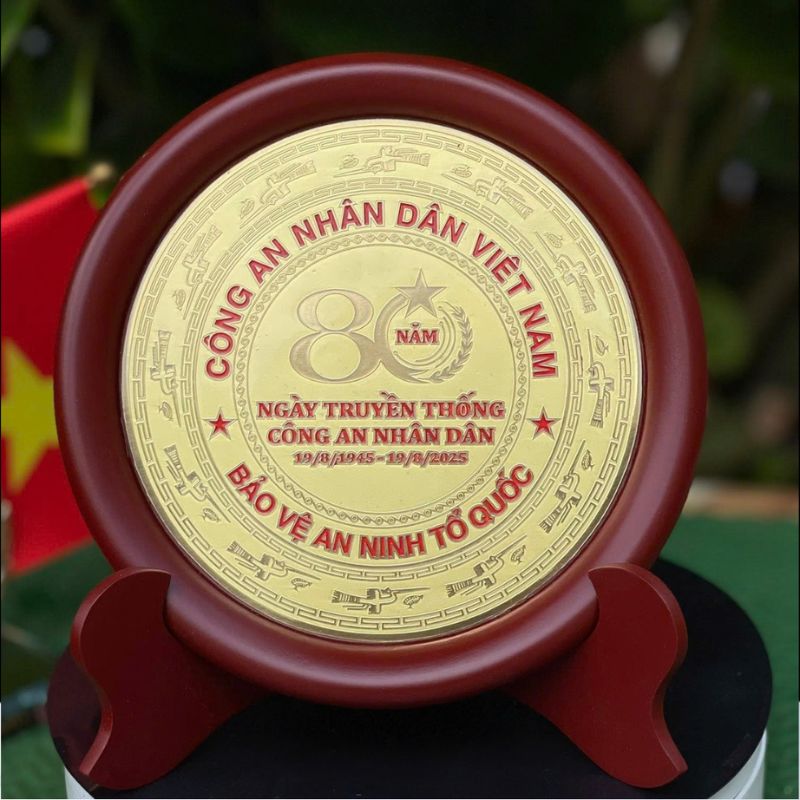 CÔNG AN NHÂN DÂN VIỆT NAM
80
NĂM
NGÀY TRUYỀN THỐNG
CÔNG AN NHÂN DÂN
19/8/1945-19/8/2025
BẢO VỆ AN NINH TỔ QUỐC